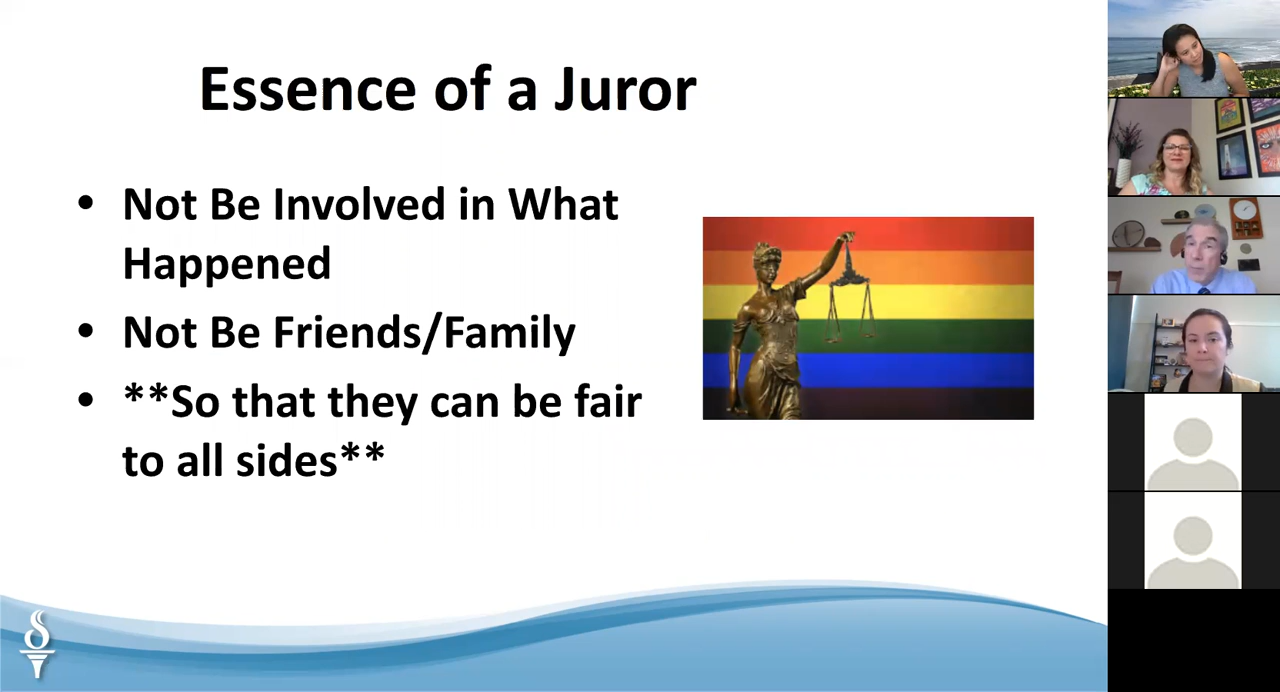 Essence of a Juror
• Not Be Involved in What
Happened
• Not Be Friends/Family
• **So that they can be fair
to all sides**